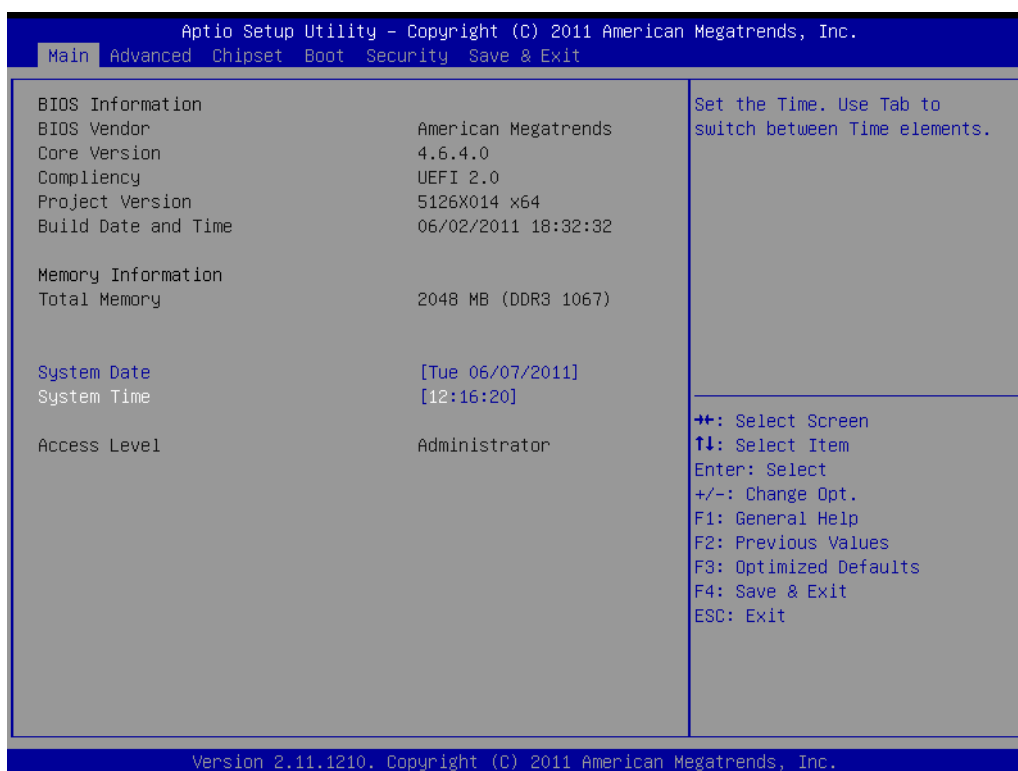 Aptio Setup Utility – Copyright (C) 2011 American Megatrends, Inc.
Main Advanced Chipset Boot Security Save & Exit
BIOS Information
BIOS Vendor American Megatrends
Core Version 4.6.4.0
Compliency UEFI 2.0
Project Version 5126X014 x64
Build Date and Time 06/02/2011 18:32:32
Memory Information
Total Memory 2048 MB (DDR3 1067)
System Date [Tue 06/07/2011]
System Time [12:16:20]
Access Level Administrator
Set the Time. Use Tab to
switch between Time elements.
→←: Select Screen
↑↓: Select Item
Enter: Select
+/-: Change Opt.
F1: General Help
F2: Previous Values
F3: Optimized Defaults
F4: Save & Exit
ESC: Exit
Version 2.11.1210. Copyright (C) 2011 American Megatrends, Inc.